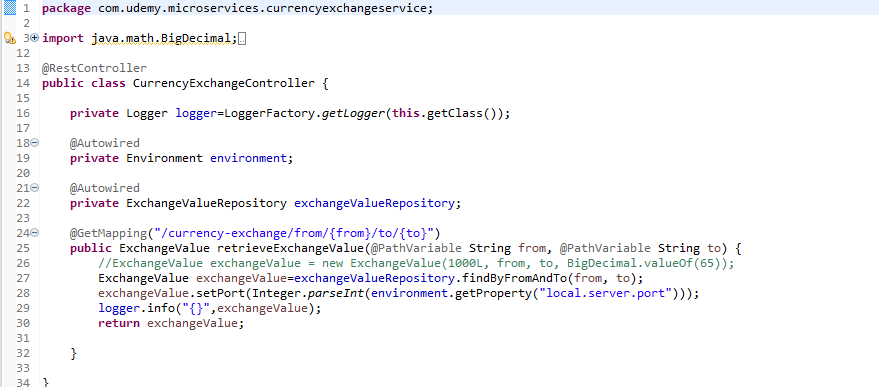 1 package com.udemy.microservices.currencyexchangeservice;
2
3 import java.math.BigDecimal;
12
13 @RestController
14 public class CurrencyExchangeController {
15
16     private Logger logger=LoggerFactory.getLogger(this.getClass());
17
18     @Autowired
19     private Environment environment;
20
21     @Autowired
22     private ExchangeValueRepository exchangeValueRepository;
23
24     @GetMapping("/currency-exchange/from/{from}/to/{to}")
25     public ExchangeValue retrieveExchangeValue(@PathVariable String from, @PathVariable String to) {
26         //ExchangeValue exchangeValue = new ExchangeValue(1000L, from, to, BigDecimal.valueOf(65));
27         ExchangeValue exchangeValue=exchangeValueRepository.findByFromAndTo(from, to);
28         exchangeValue.setPort(Integer.parseInt(environment.getProperty("local.server.port")));
29         logger.info("{}",exchangeValue);
30         return exchangeValue;
31
32     }
33
34 }